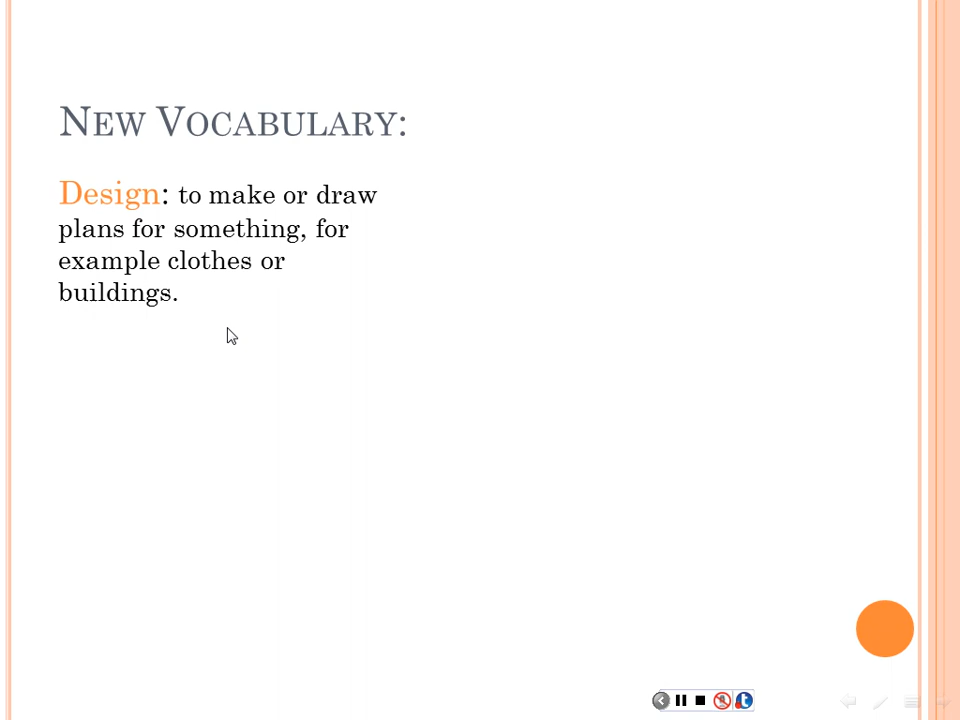 NEW VOCABULARY:
Design: to make or draw
plans for something, for
example clothes or
buildings.